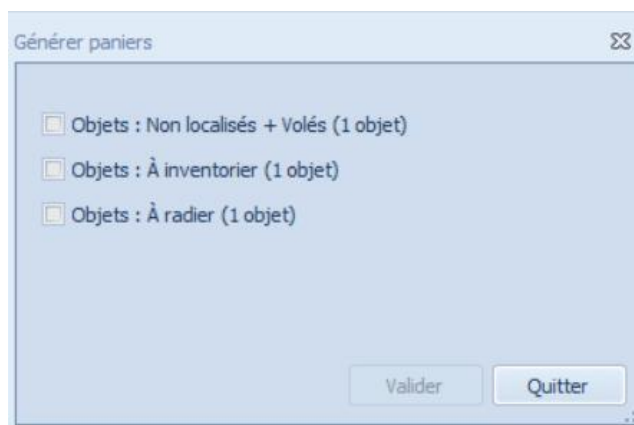 Générer paniers
Objets : Non localisés + Volés (1 objet)
Objets : À inventorier (1 objet)
Objets : À radier (1 objet)
Valider Quitter